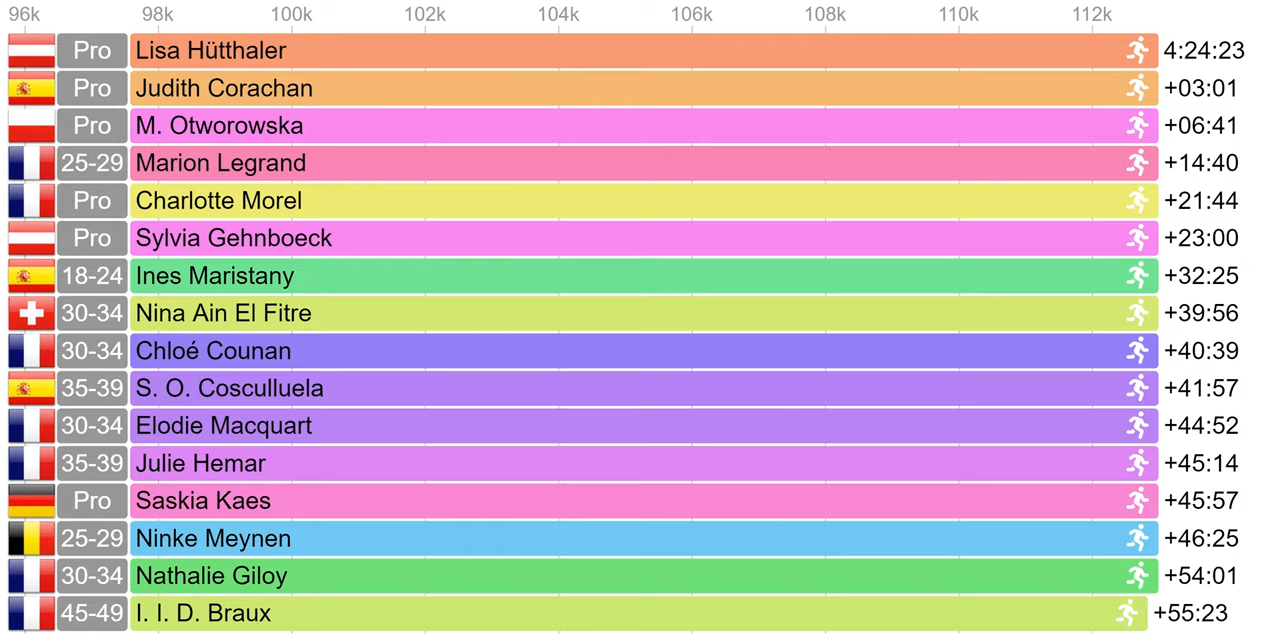 96k 98k 100k 102k 104k 106k 108k 110k 112k
Pro Lisa Hütthaler 4:24:23
Pro Judith Corachan +03:01
Pro M. Otworowska +06:41
25-29 Marion Legrand +14:40
Pro Charlotte Morel +21:44
Pro Sylvia Gehnboeck +23:00
18-24 Ines Maristany +32:25
30-34 Nina Ain El Fitre +39:56
30-34 Chloé Counan +40:39
35-39 S. O. Cosculluela +41:57
30-34 Elodie Macquart +44:52
35-39 Julie Hemar +45:14
Pro Saskia Kaes +45:57
25-29 Ninke Meynen +46:25
30-34 Nathalie Giloy +54:01
45-49 I. I. D. Braux +55:23